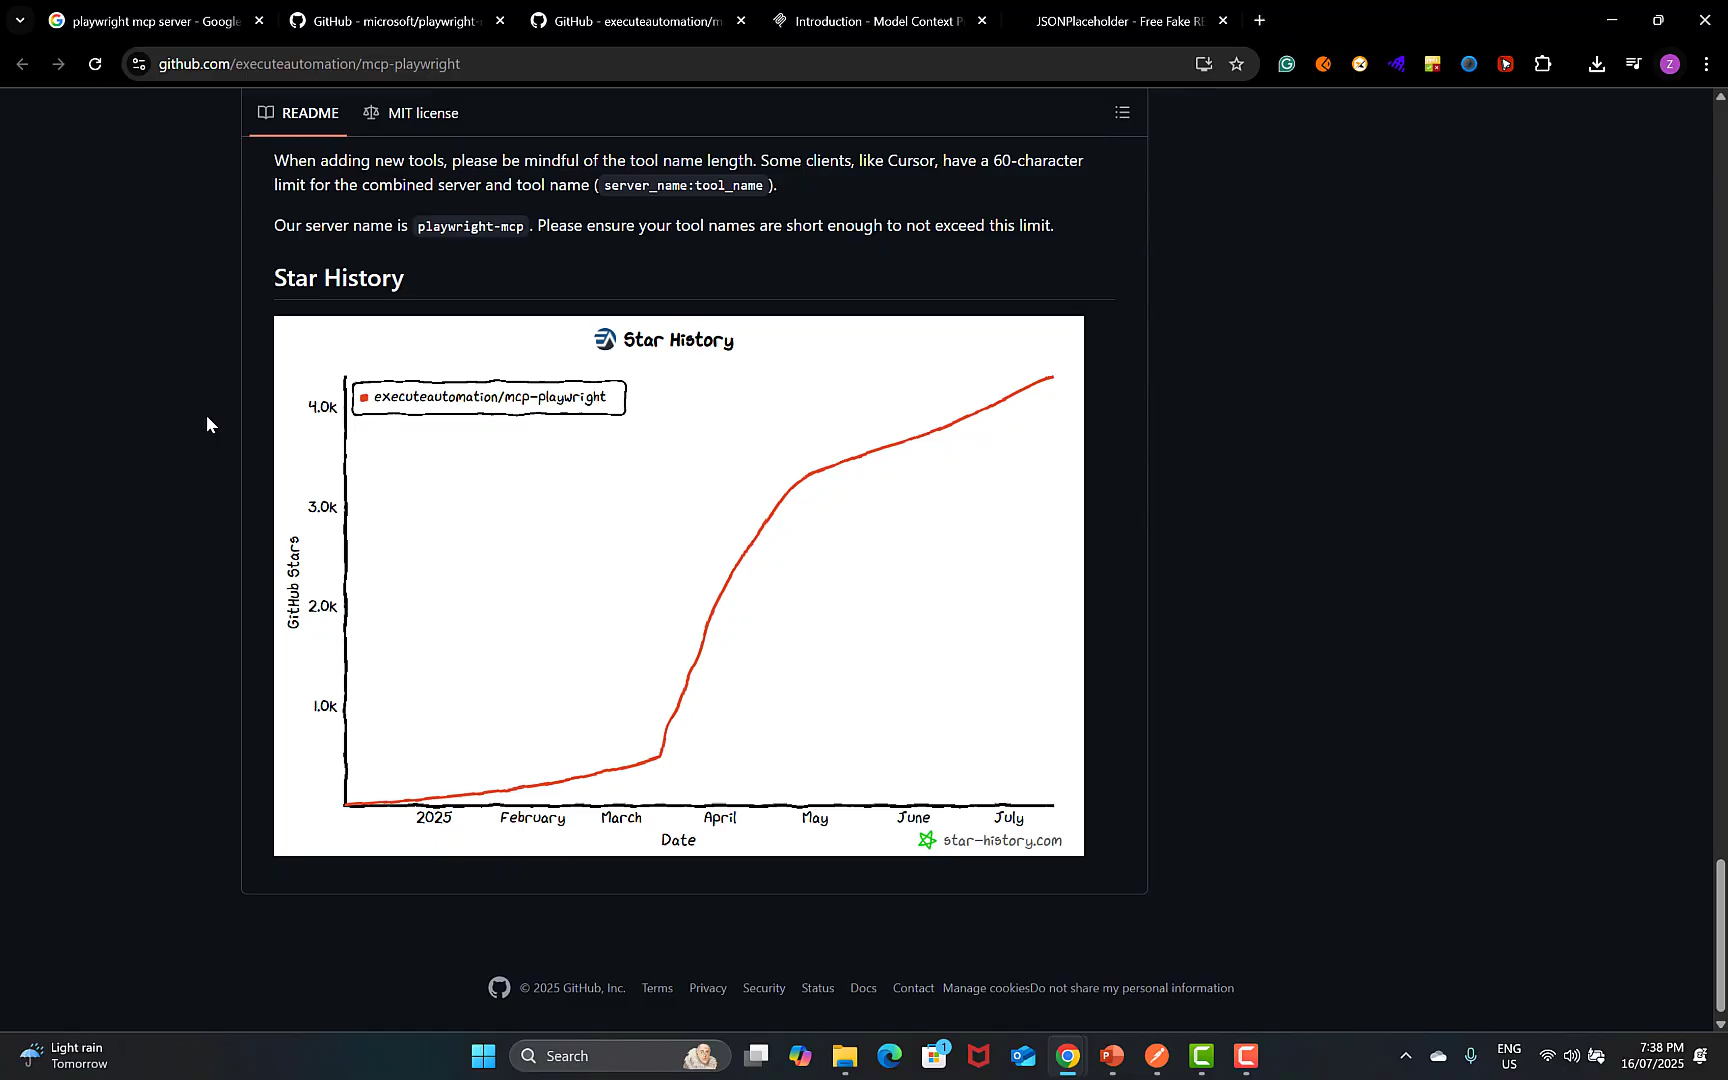 playwright mcp server - Google
GitHub - microsoft/playwright-
GitHub - executeautomation/m
Introduction - Model Context P
JSONPlaceholder - Free Fake RE
github.com/executeautomation/mcp-playwright
Z
README
MIT license
When adding new tools, please be mindful of the tool name length. Some clients, like Cursor, have a 60-character
limit for the combined server and tool name ( server_name:tool_name ).
Our server name is playwright-mcp . Please ensure your tool names are short enough to not exceed this limit.
Star History
Star History
executeautomation/mcp-playwright
4.0k
3.0k
2.0k
1.0k
GitHub Stars
2025 February March April May June July
Date
star-history.com
© 2025 GitHub, Inc. Terms Privacy Security Status Docs Contact Manage cookies Do not share my personal information
Light rain
Tomorrow
Search
1
ENG
US
7:38 PM
16/07/2025